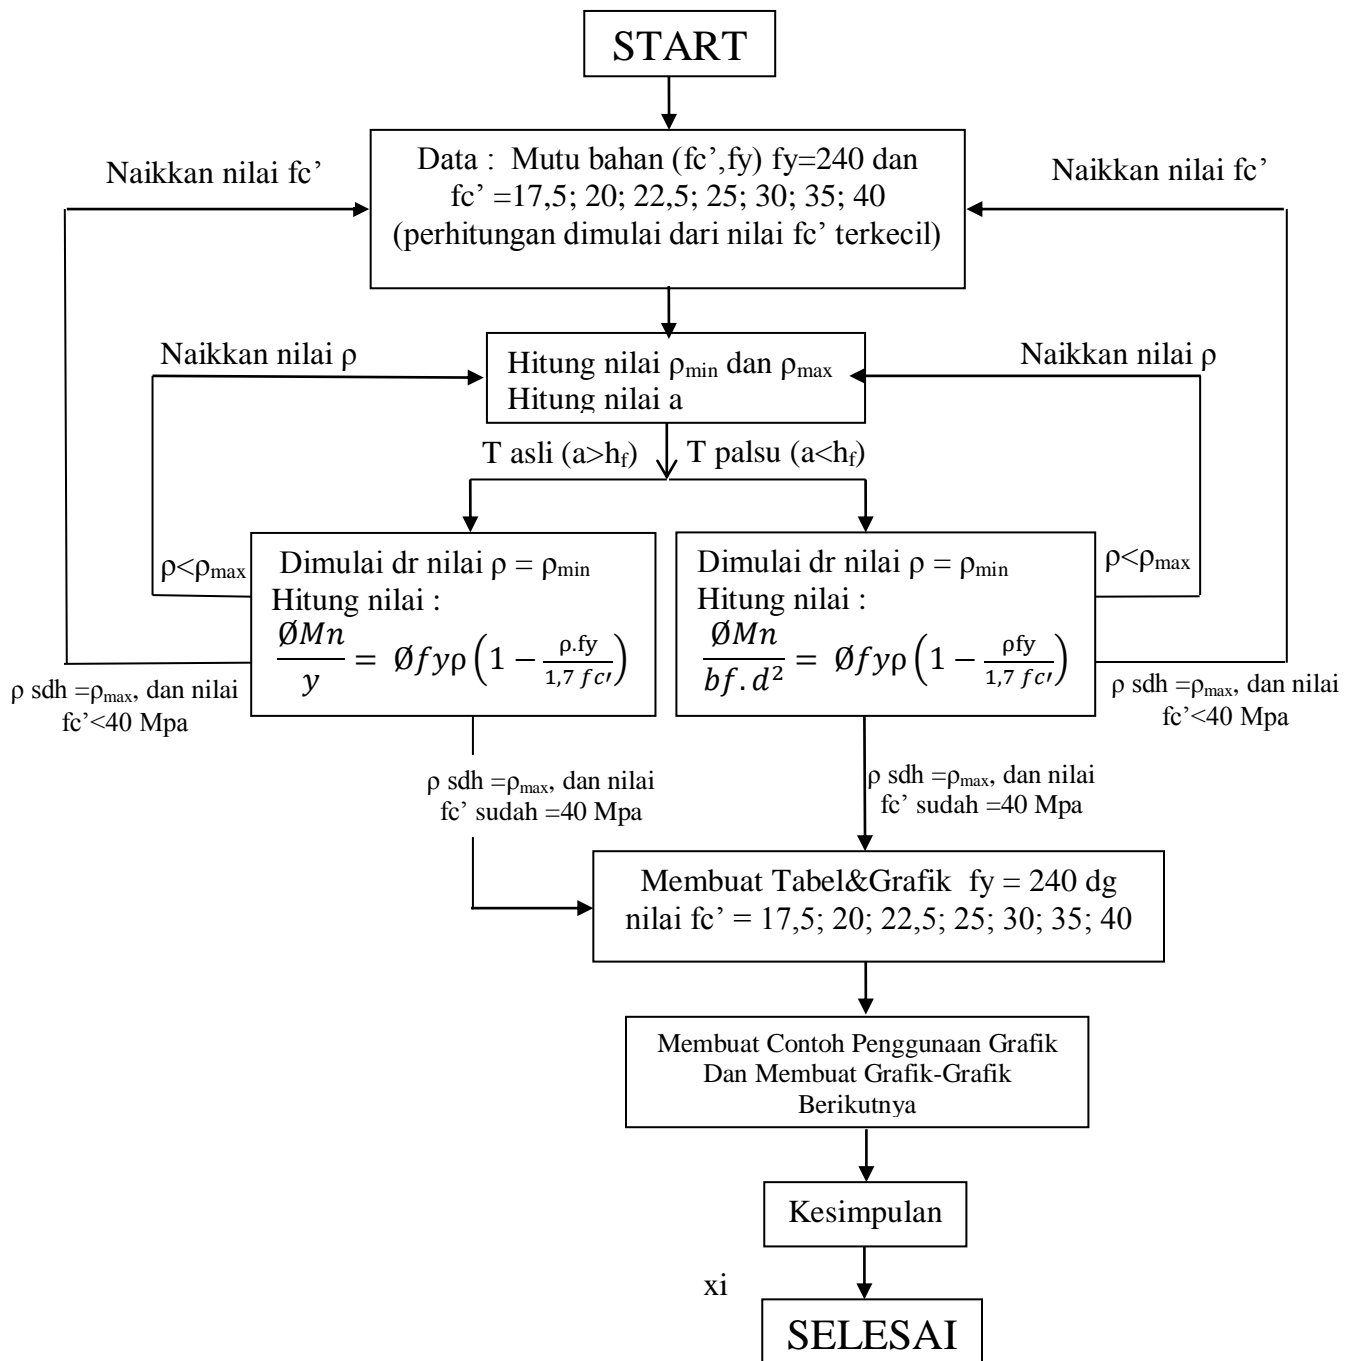 START
Data : Mutu bahan (fc’,fy) fy=240 dan
fc’ =17,5; 20; 22,5; 25; 30; 35; 40
(perhitungan dimulai dari nilai fc’ terkecil)
Naikkan nilai fc’
Naikkan nilai fc’
Hitung nilai ρmin dan ρmax
Hitung nilai a
Naikkan nilai ρ
Naikkan nilai ρ
T asli (a>hf)
T palsu (a<hf)
Dimulai dr nilai ρ = ρmin
Hitung nilai :
ØMn/y = Øfyρ(1 − ρ.fy/1,7 fc′)
ρ<ρmax
ρ sdh =ρmax, dan nilai
fc’<40 Mpa
Dimulai dr nilai ρ = ρmin
Hitung nilai :
ØMn/bf.d² = Øfyρ(1 − ρfy/1,7 fc′)
ρ<ρmax
ρ sdh =ρmax, dan nilai
fc’<40 Mpa
ρ sdh =ρmax, dan nilai
fc’ sudah =40 Mpa
ρ sdh =ρmax, dan nilai
fc’ sudah =40 Mpa
Membuat Tabel&Grafik fy = 240 dg
nilai fc’ = 17,5; 20; 22,5; 25; 30; 35; 40
Membuat Contoh Penggunaan Grafik
Dan Membuat Grafik-Grafik
Berikutnya
Kesimpulan
xi
SELESAI